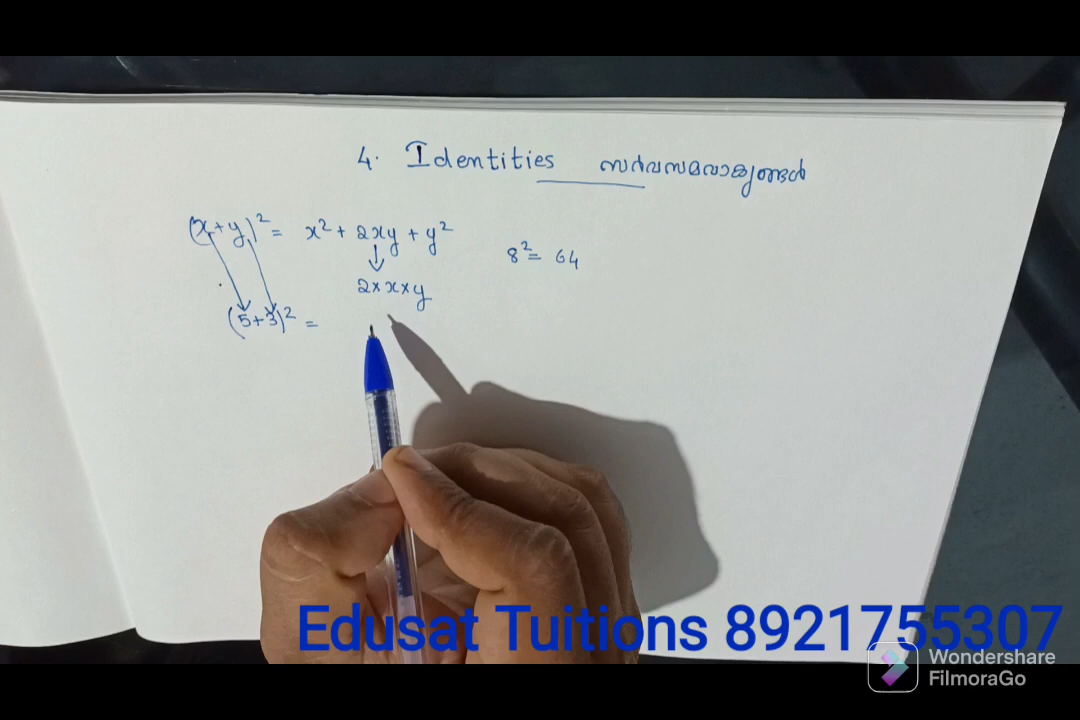 4. Identities സർവസമവാക്യങ്ങൾ
(x+y)² = x² + 2xy + y²
8² = 64
2×x×y
(5+3)² =
Edusat Tuitions 8921755307
Wondershare
FilmoraGo